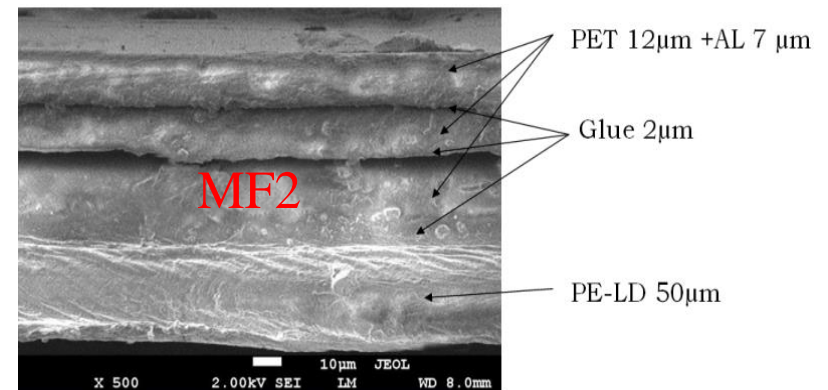 PET 12µm +AL 7 µm
Glue 2µm
MF2
PE-LD 50µm
10µm JEOL
X 500 2.00kV SEI LM WD 8.0mm